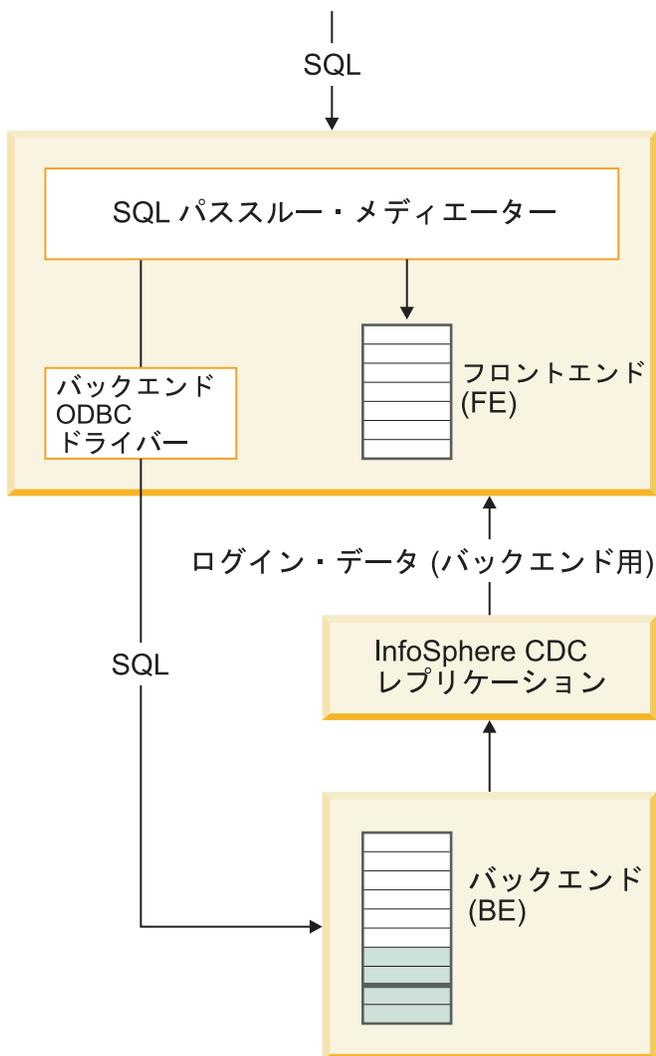 SQL
SQL パススルー・メディエーター
バックエンド
ODBC
ドライバー
フロントエンド
(FE)
ログイン・データ (バックエンド用)
SQL
InfoSphere CDC
レプリケーション
バックエンド
(BE)